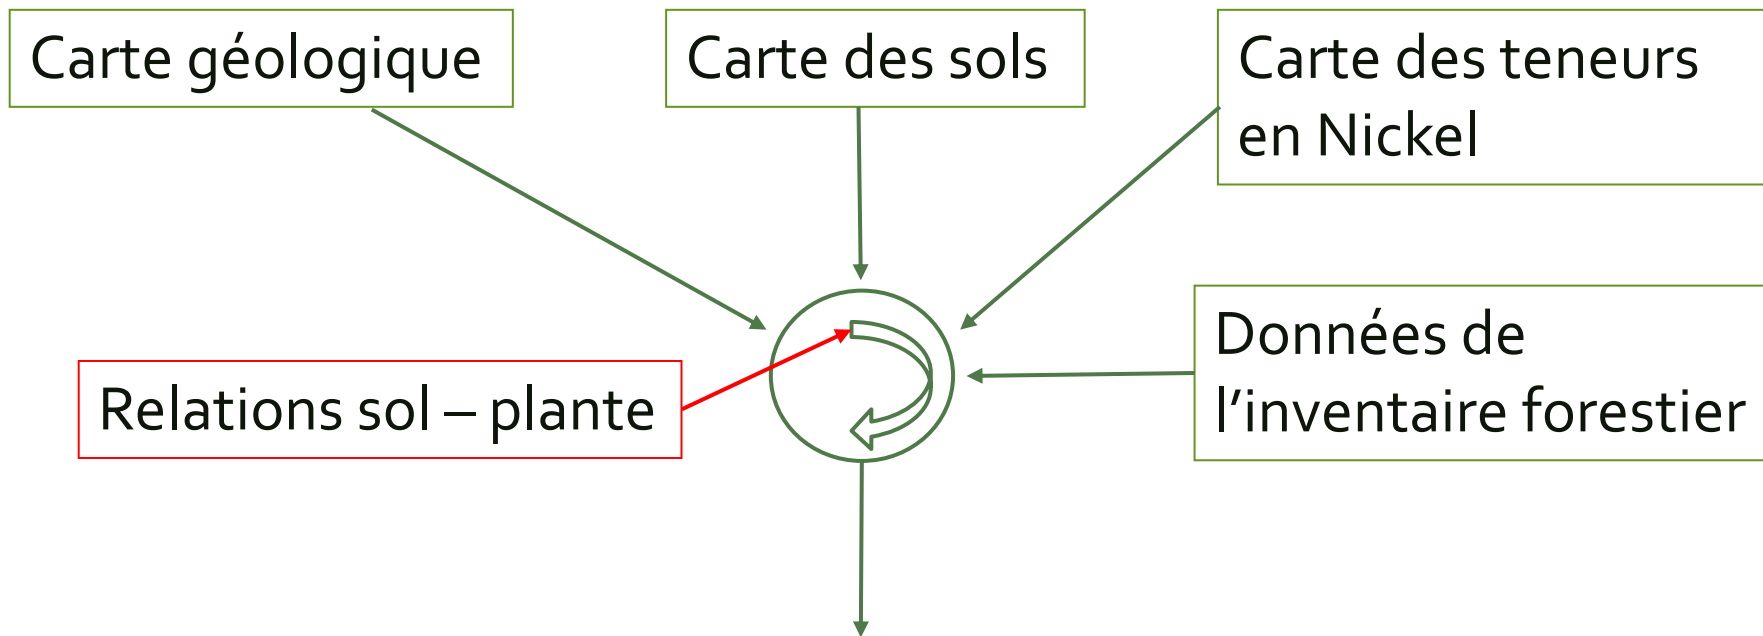 Carte géologique
Carte des sols
Carte des teneurs
en Nickel
Données de
l’inventaire forestier
Relations sol – plante